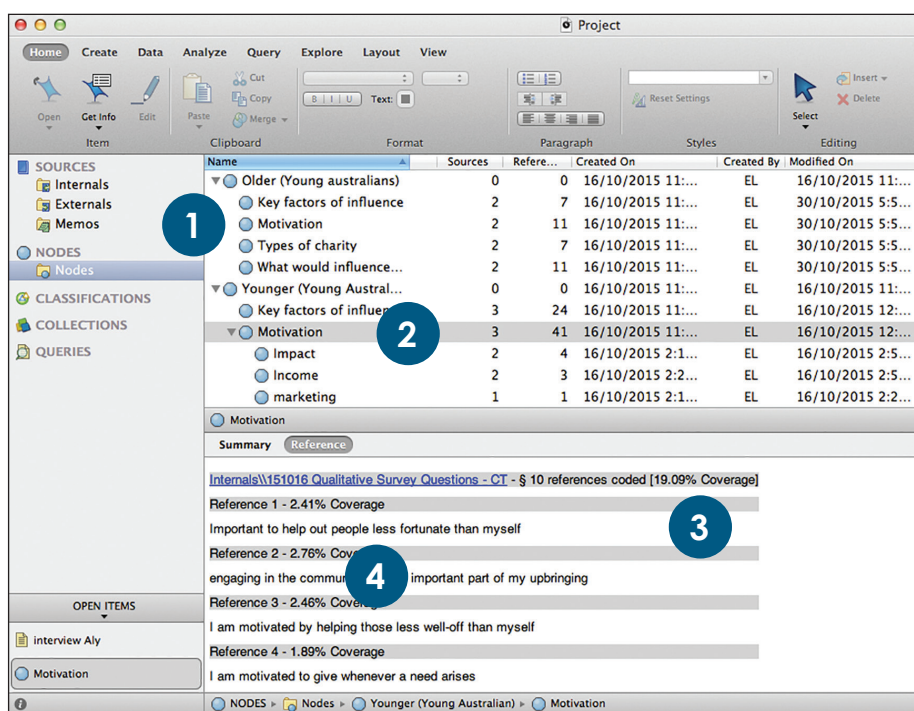 Project
Home Create Data Analyze Query Explore Layout View
Open Get Info Edit Paste Cut Copy Merge B I U Text: Reset Settings Select Insert Delete
Item Clipboard Format Paragraph Styles Editing
SOURCES
Internals
Externals
Memos
NODES
Nodes
CLASSIFICATIONS
COLLECTIONS
QUERIES
1
Name Sources Refere... Created On Created By Modified On
Older (Young australians) 0 0 16/10/2015 11:... EL 16/10/2015 11:...
Key factors of influence 2 7 16/10/2015 11:... EL 30/10/2015 5:5...
Motivation 2 11 16/10/2015 11:... EL 30/10/2015 5:5...
Types of charity 2 7 16/10/2015 11:... EL 30/10/2015 5:5...
What would influence... 2 11 16/10/2015 11:... EL 30/10/2015 5:5...
Younger (Young Austral... 0 0 16/10/2015 11:... EL 16/10/2015 11:...
Key factors of 3 24 16/10/2015 11:... EL 16/10/2015 12:...
Motivation 3 41 16/10/2015 11:... EL 16/10/2015 12:...
2
Impact 2 4 16/10/2015 2:1... EL 16/10/2015 2:5...
Income 2 3 16/10/2015 2:2... EL 16/10/2015 2:5...
marketing 1 1 16/10/2015 2:1... EL 16/10/2015 2:2...
Motivation
Summary Reference
Internals\\151016 Qualitative Survey Questions - CT - § 10 references coded [19.09% Coverage]
Reference 1 - 2.41% Coverage
Important to help out people less fortunate than myself
3
Reference 2 - 2.76%
engaging in the important part of my upbringing
4
Reference 3 - 2.46% Coverage
I am motivated by helping those less well-off than myself
Reference 4 - 1.89% Coverage
I am motivated to give whenever a need arises
OPEN ITEMS
interview Aly
Motivation
NODES Nodes Younger (Young Australian) Motivation